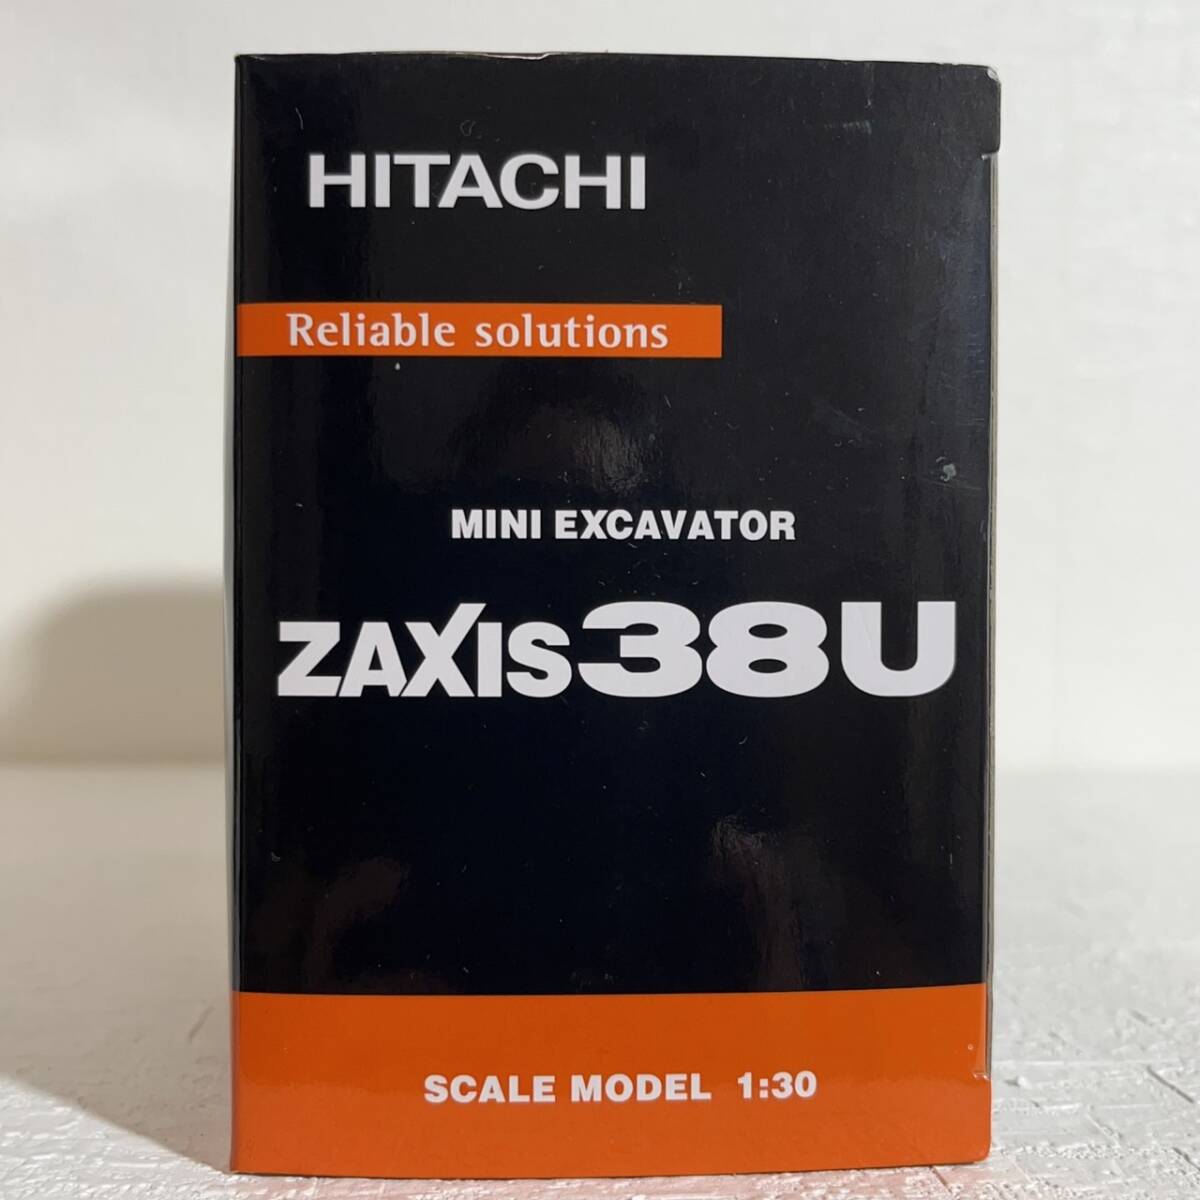 HITACHI
Reliable solutions
MINI EXCAVATOR
ZAXIS38U
SCALE MODEL 1:30